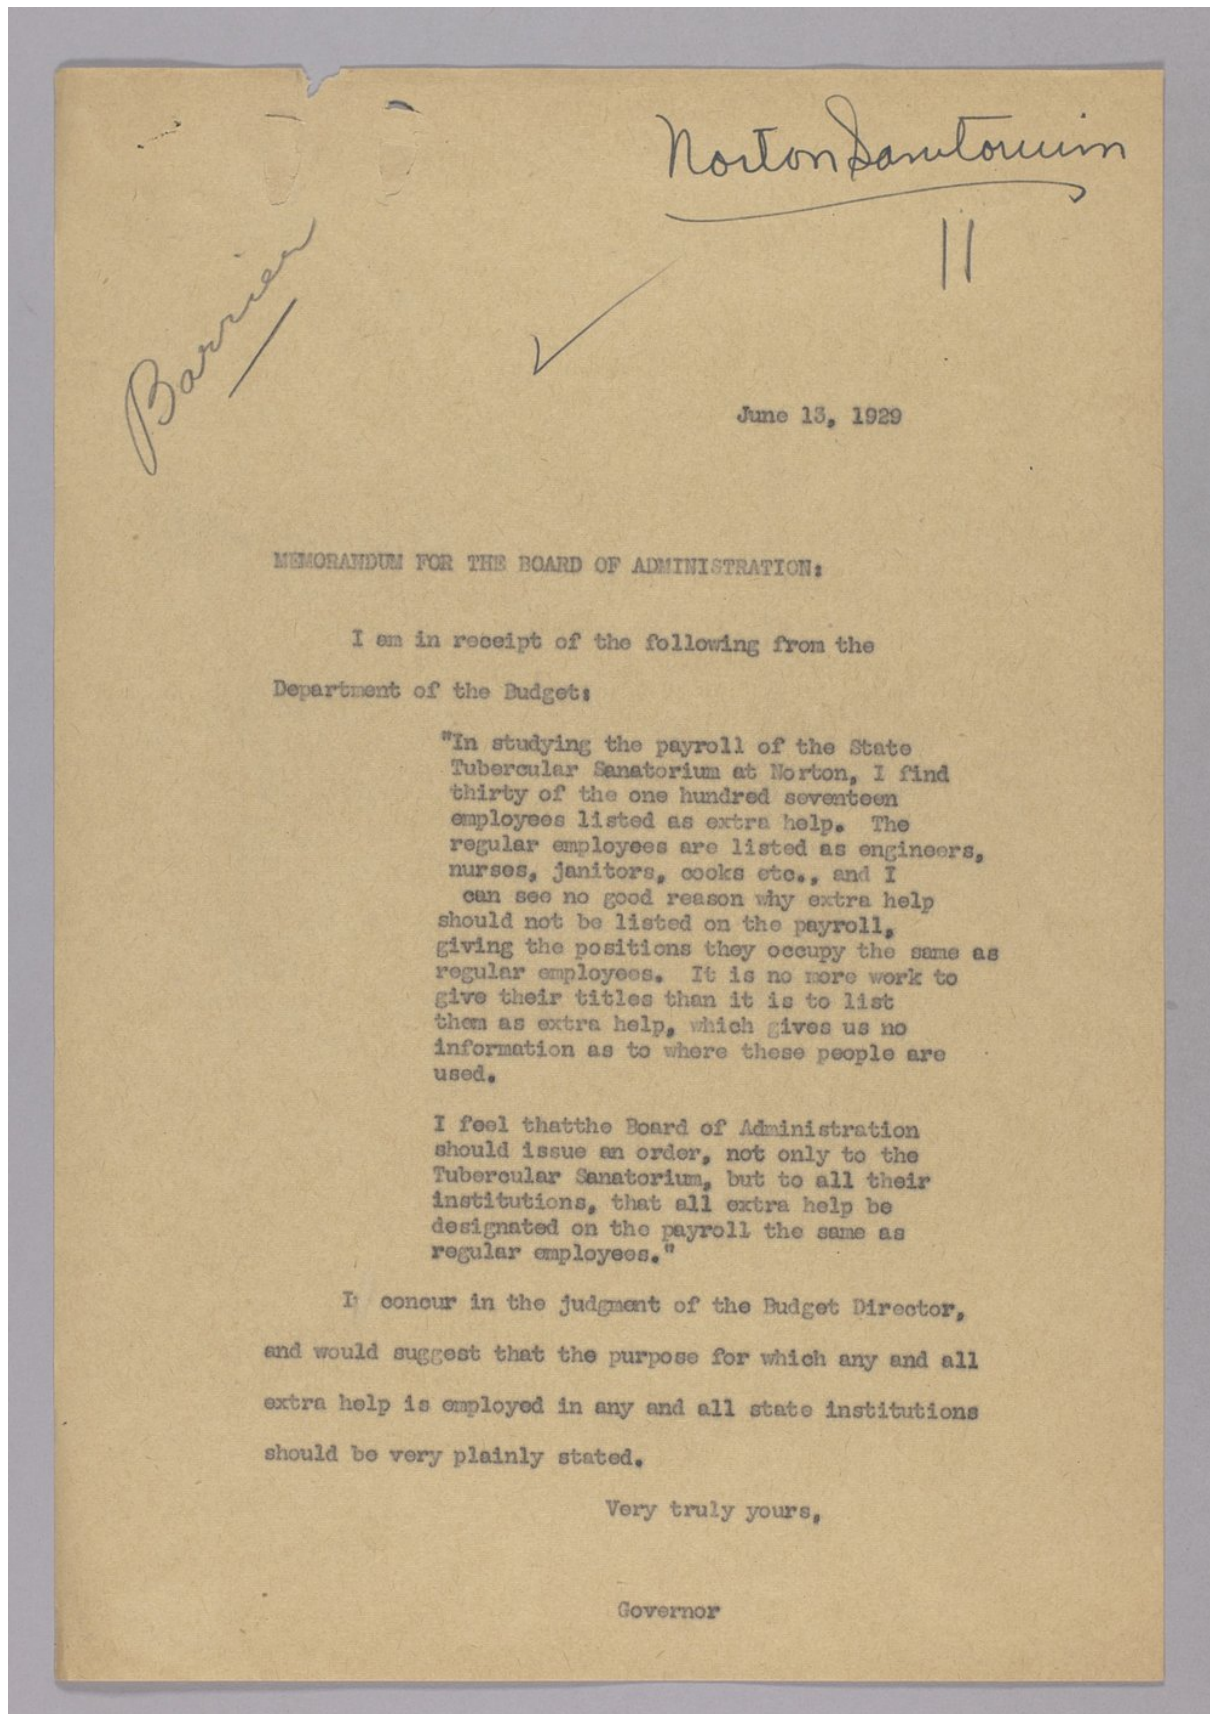 Norton Sanatorium
11
Barrier
June 13, 1929
MEMORANDUM FOR THE BOARD OF ADMINISTRATION:
I am in receipt of the following from the
Department of the Budget:
"In studying the payroll of the State
Tubercular Sanatorium at Norton, I find
thirty of the one hundred seventeen
employees listed as extra help. The
regular employees are listed as engineers,
nurses, janitors, cooks etc., and I
can see no good reason why extra help
should not be listed on the payroll,
giving the positions they occupy the same as
regular employees. It is no more work to
give their titles than it is to list
them as extra help, which gives us no
information as to where these people are
used.
I feel thatthe Board of Administration
should issue an order, not only to the
Tubercular Sanatorium, but to all their
institutions, that all extra help be
designated on the payroll the same as
regular employees."
I concur in the judgment of the Budget Director,
and would suggest that the purpose for which any and all
extra help is employed in any and all state institutions
should be very plainly stated.
Very truly yours,
Governor